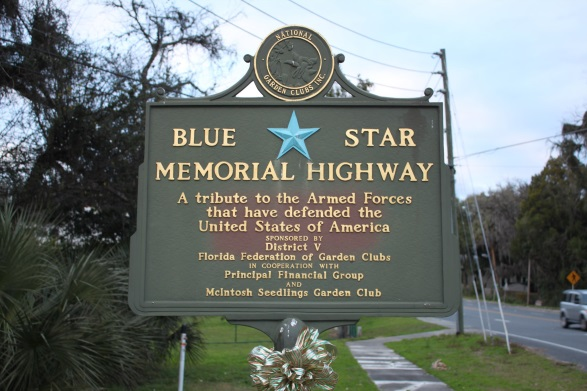 NATIONAL
GARDEN CLUBS INC.
BLUE STAR
MEMORIAL HIGHWAY
A tribute to the Armed Forces
that have defended the
United States of America
SPONSORED BY
District V
Florida Federation of Garden Clubs
IN COOPERATION WITH
Principal Financial Group
AND
McIntosh Seedlings Garden Club